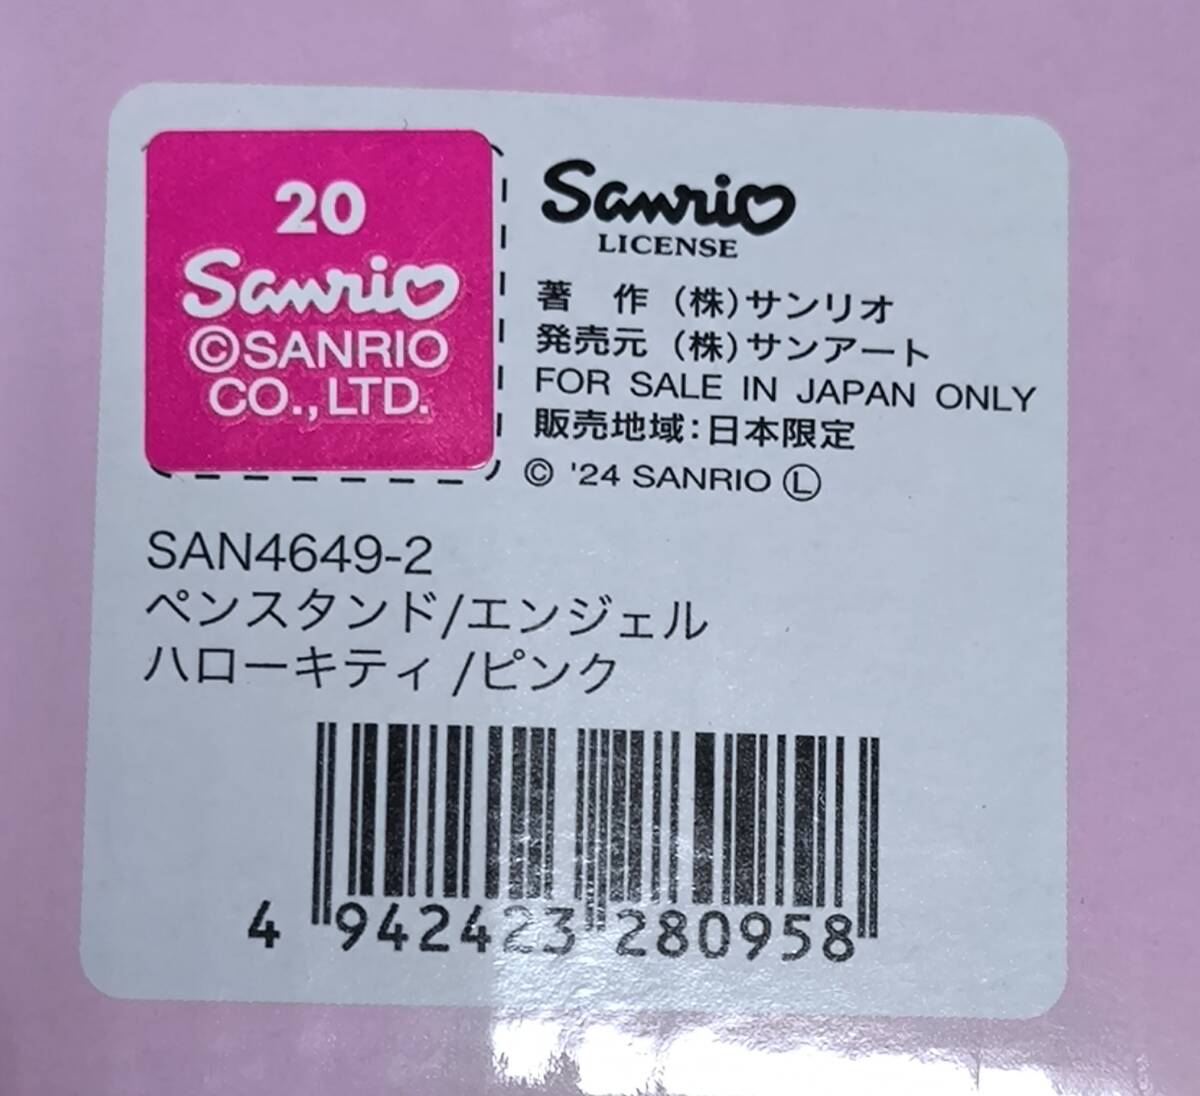 20
Sanrio
©SANRIO
CO.,LTD.
Sanrio
LICENSE
著　作 (株)サンリオ
発売元 (株)サンアート
FOR SALE IN JAPAN ONLY
販売地域:日本限定
© '24 SANRIO Ⓛ
SAN4649-2
ペンスタンド/エンジェル
ハローキティ /ピンク
4 942423 280958